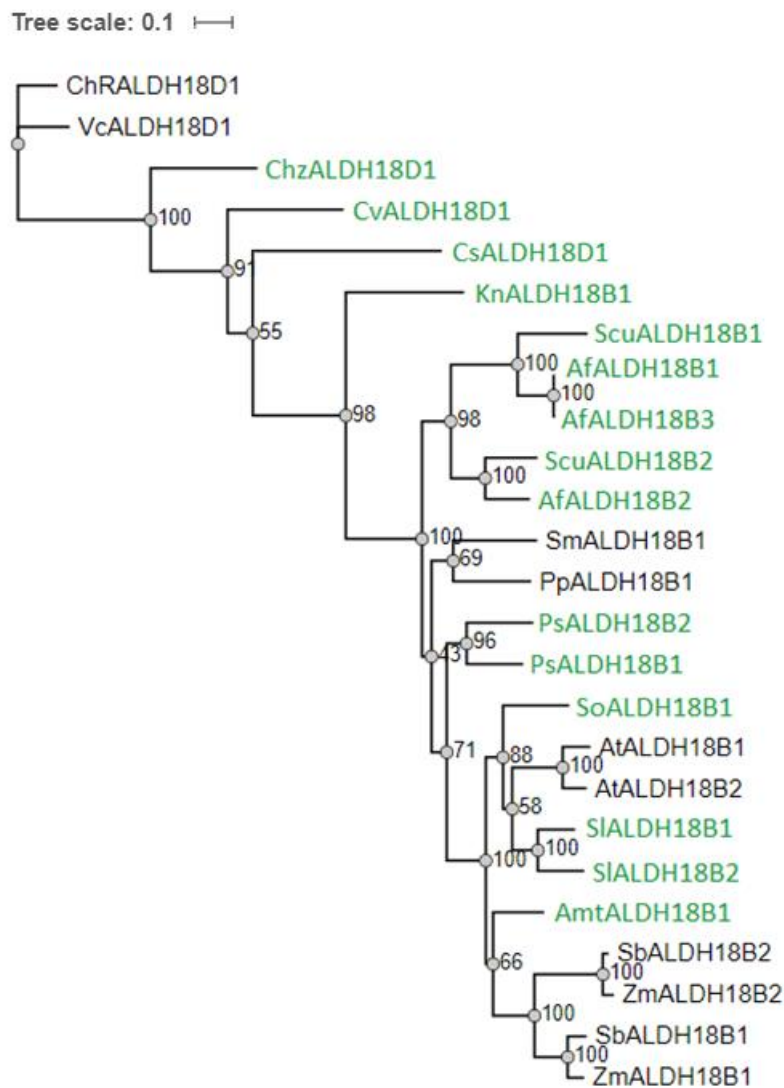 Tree scale: 0.1
ChRALDH18D1
VcALDH18D1
ChzALDH18D1
CvALDH18D1
100
CsALDH18D1
91
KnALDH18B1
55
ScuALDH18B1
100
AfALDH18B1
100
98
AfALDH18B3
98
ScuALDH18B2
100
AfALDH18B2
100
SmALDH18B1
69
PpALDH18B1
PsALDH18B2
96
43
PsALDH18B1
SoALDH18B1
AtALDH18B1
71
88
100
AtALDH18B2
58
SlALDH18B1
100
100
SlALDH18B2
AmtALDH18B1
SbALDH18B2
66
100
ZmALDH18B2
100
SbALDH18B1
100
ZmALDH18B1